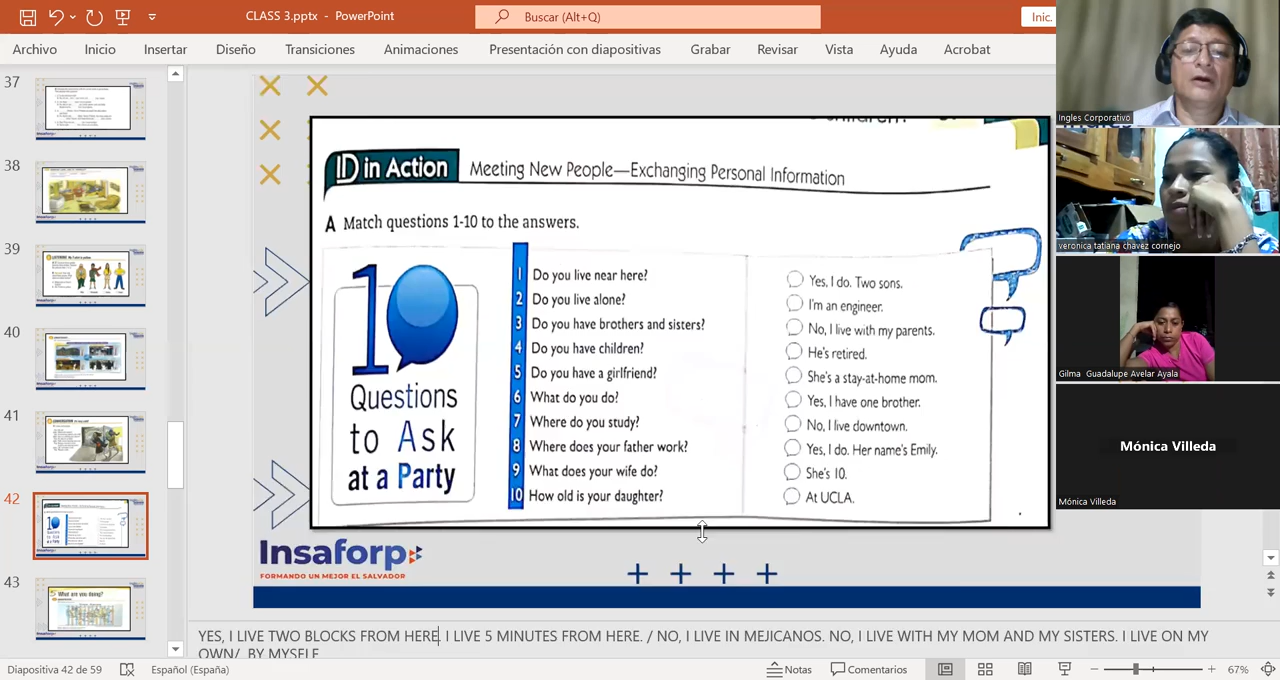 CLASS 3.pptx - PowerPoint
Buscar (Alt+Q)
Inic.
Archivo Inicio Insertar Diseño Transiciones Animaciones Presentación con diapositivas Grabar Revisar Vista Ayuda Acrobat
37
38
39
40
41
42
43
What are you doing?
ID in Action
Meeting New People—Exchanging Personal Information
A Match questions 1-10 to the answers.
10
Questions
to Ask
at a Party
1 Do you live near here?
2 Do you live alone?
3 Do you have brothers and sisters?
4 Do you have children?
5 Do you have a girlfriend?
6 What do you do?
7 Where do you study?
8 Where does your father work?
9 What does your wife do?
10 How old is your daughter?
Yes, I do. Two sons.
I'm an engineer.
No, I live with my parents.
He's retired.
She's a stay-at-home mom.
Yes, I have one brother.
No, I live downtown.
Yes, I do. Her name's Emily.
She's 10.
At UCLA.
Insaforp
FORMANDO UN MEJOR EL SALVADOR
YES, I LIVE TWO BLOCKS FROM HERE. I LIVE 5 MINUTES FROM HERE. / NO, I LIVE IN MEJICANOS. NO, I LIVE WITH MY MOM AND MY SISTERS. I LIVE ON MY
OWN/ BY MYSELF
Diapositiva 42 de 59
Español (España)
Notas
Comentarios
67%
Ingles Corporativo
veronica tatiana chávez cornejo
Gilma Guadalupe Avelar Ayala
Mónica Villeda
Mónica Villeda